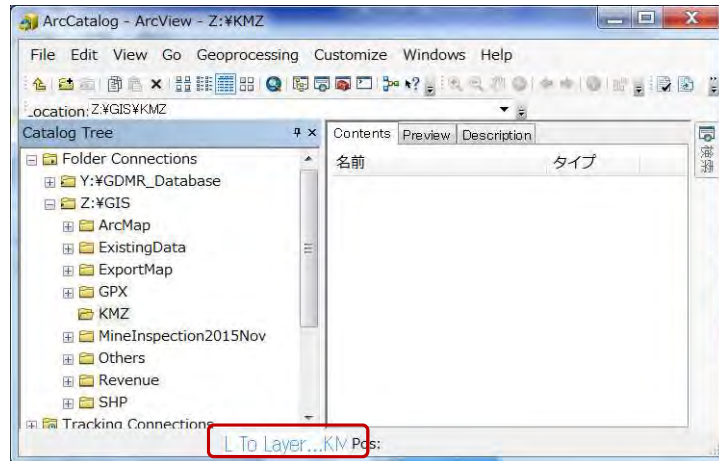 ArcCatalog - ArcView - Z:¥KMZ
File Edit View Go Geoprocessing Customize Windows Help
Location: Z:¥GIS¥KMZ
Catalog Tree
Folder Connections
Y:¥GDMR_Database
Z:¥GIS
ArcMap
ExistingData
ExportMap
GPX
KMZ
MineInspection2015Nov
Others
Revenue
SHP
Tracking Connections
Contents Preview Description
名前 タイプ
L To Layer...KM Pos: